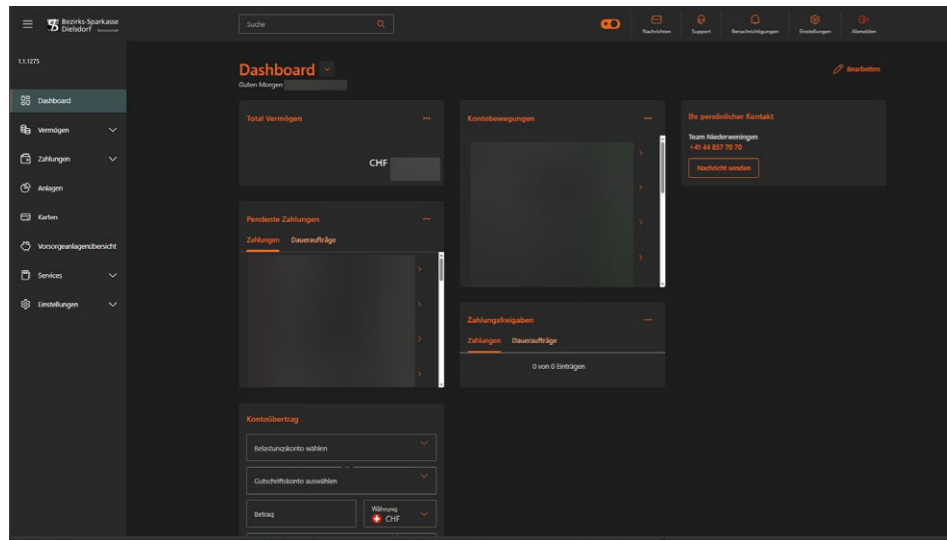 Bezirks-Sparkasse
Dielsdorf
Suche
Nachrichten
Support
Benachrichtigungen
Einstellungen
Abmelden
1.1.1275
Dashboard
Vermögen
Zahlungen
Anlagen
Karten
Vorsorgeanlagenübersicht
Services
Einstellungen
Dashboard
Guten Morgen
Bearbeiten
Total Vermögen
CHF
Pendente Zahlungen
Zahlungen Daueraufträge
Kontoübertrag
Belastungskonto wählen
Gutschriftskonto auswählen
Betrag
Währung
CHF
Kontobewegungen
Zahlungsfreigaben
Zahlungen Daueraufträge
0 von 0 Einträgen
Ihr persönlicher Kontakt
Team Niederweningen
+41 44 857 70 70
Nachricht senden